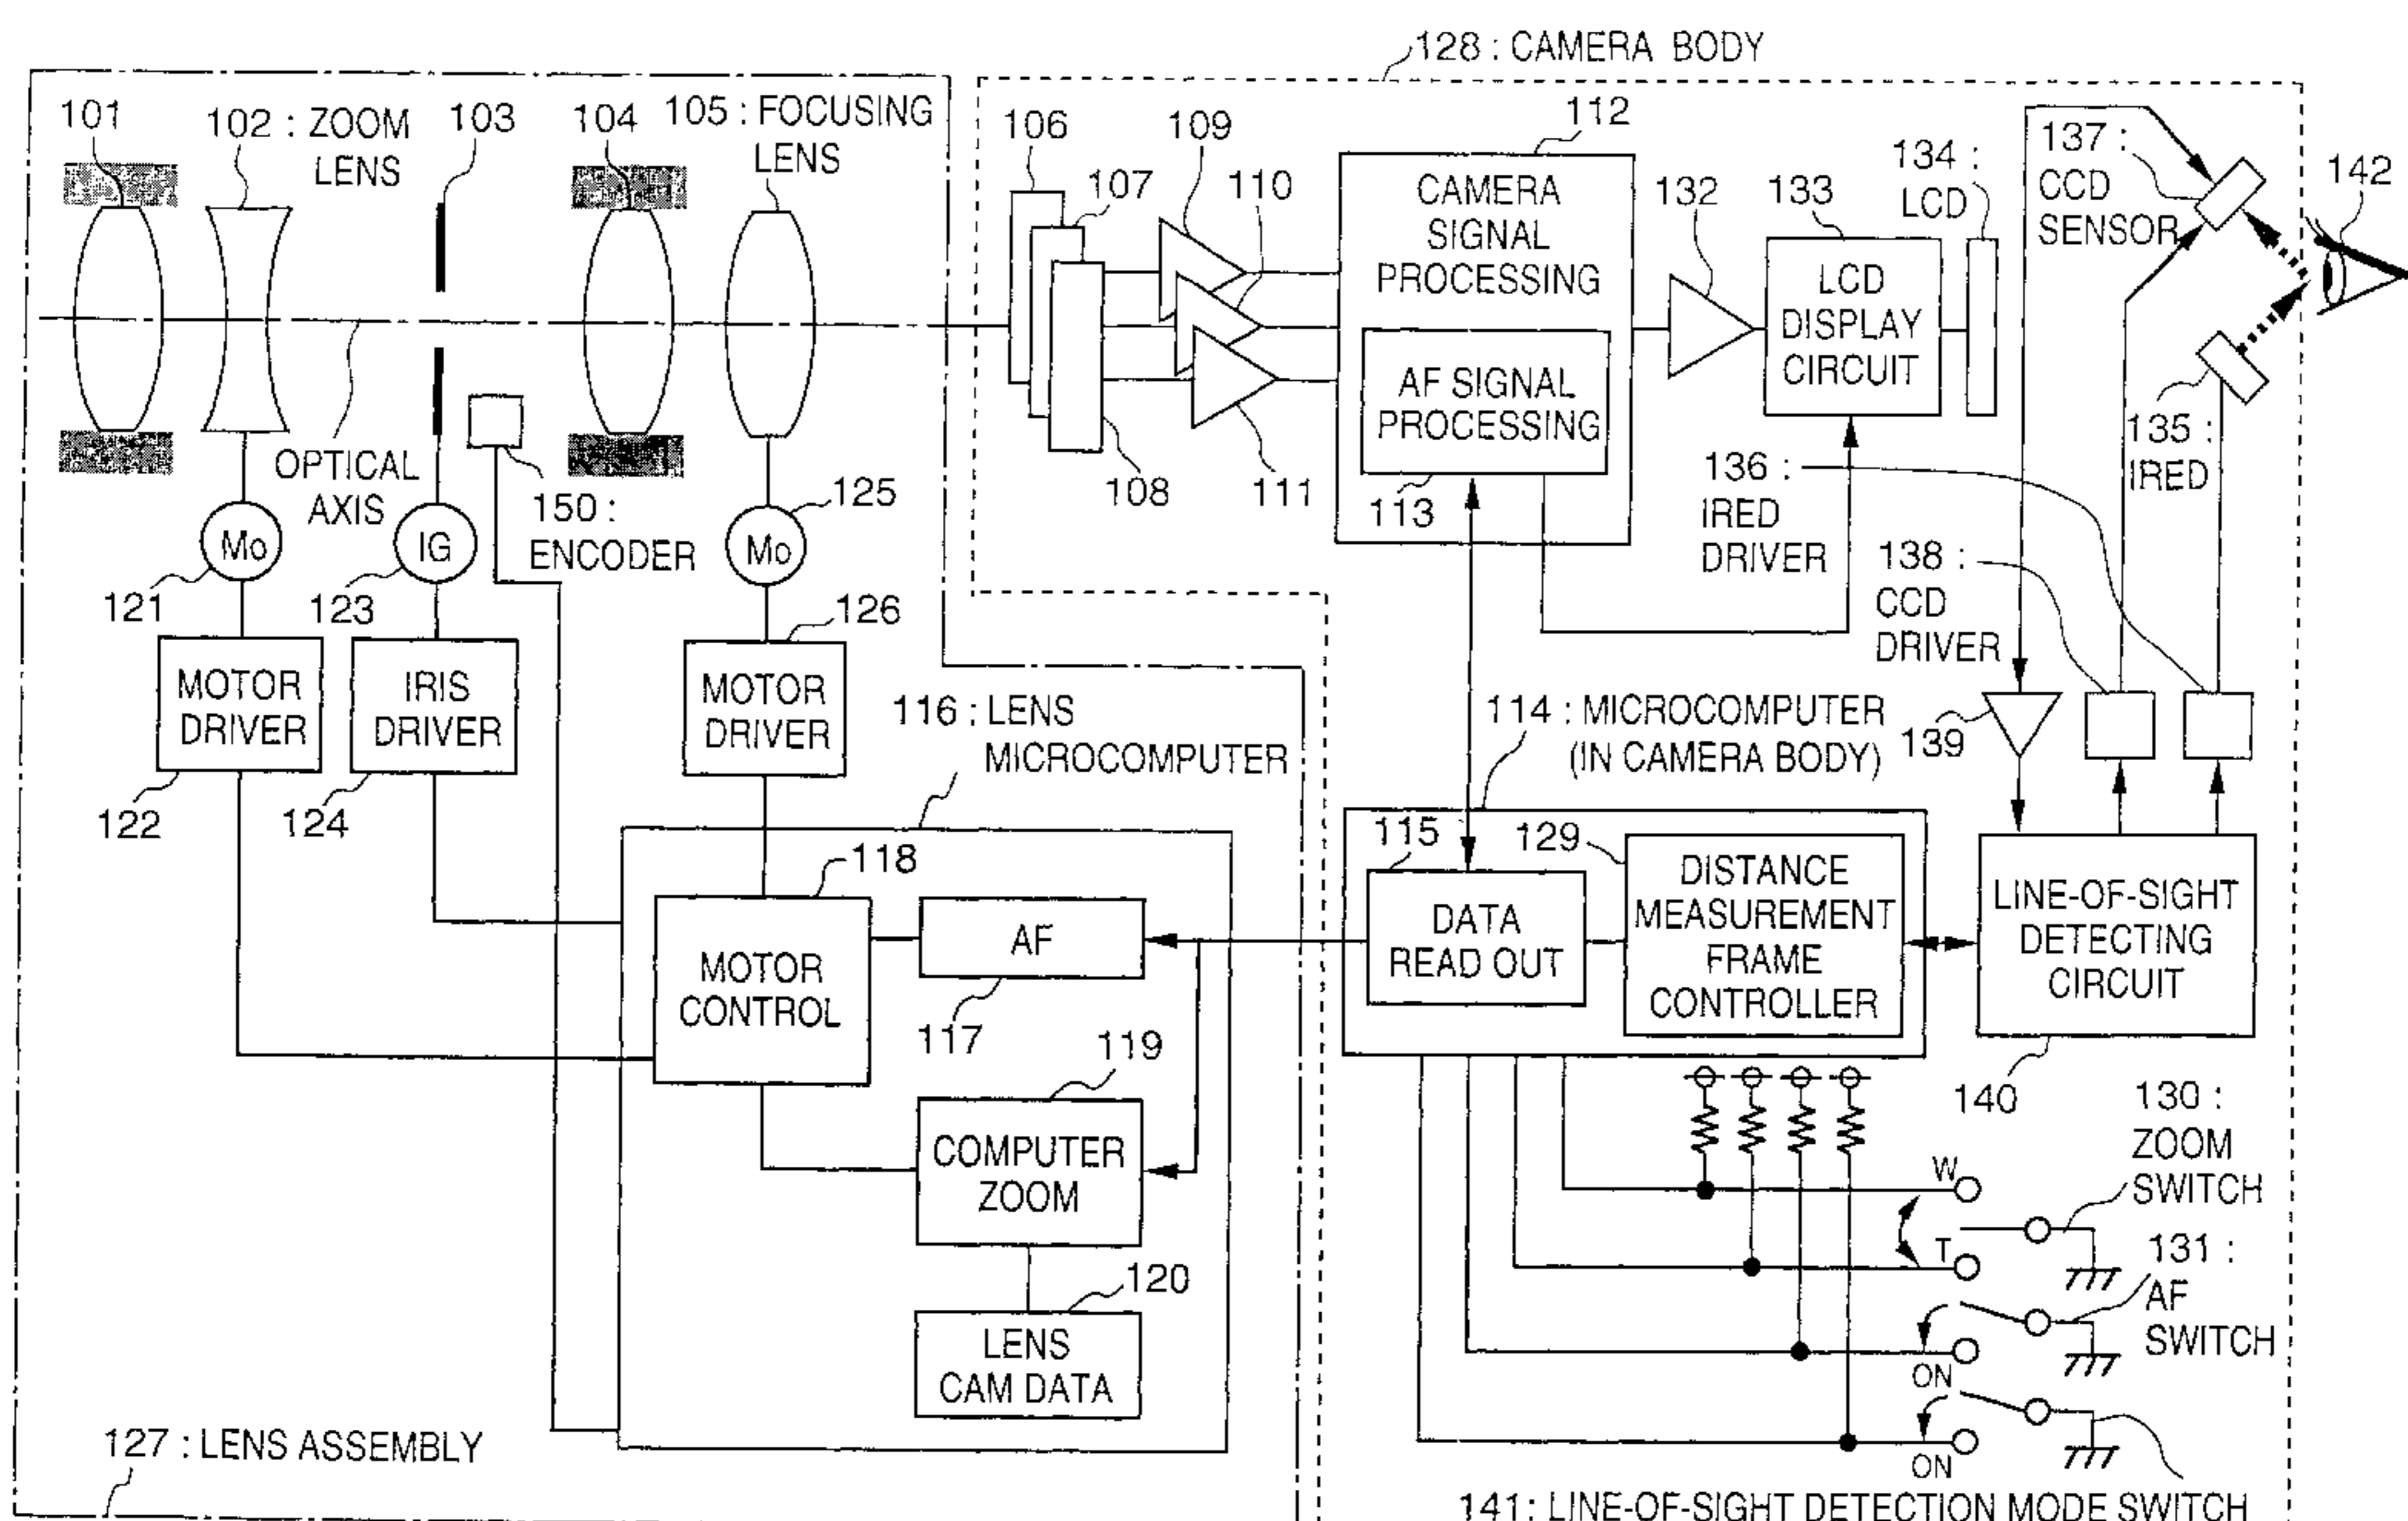 128 : CAMERA BODY
101
102 : ZOOM
LENS
103
104
105 : FOCUSING
LENS
106
107
109
110
112
CAMERA
SIGNAL
PROCESSING
AF SIGNAL
PROCESSING
113
108
111
132
133
LCD
DISPLAY
CIRCUIT
134 :
LCD
137 :
CCD
SENSOR
142
135 :
IRED
136 :
IRED
DRIVER
138 :
CCD
DRIVER
139
OPTICAL
AXIS
150 :
ENCODER
Mo
121
IG
123
Mo
125
MOTOR
DRIVER
122
IRIS
DRIVER
124
126
MOTOR
DRIVER
116 : LENS
MICROCOMPUTER
114 : MICROCOMPUTER
(IN CAMERA BODY)
118
MOTOR
CONTROL
AF
117
119
COMPUTER
ZOOM
120
LENS
CAM DATA
115
DATA
READ OUT
129
DISTANCE
MEASUREMENT
FRAME
CONTROLLER
LINE-OF-SIGHT
DETECTING
CIRCUIT
140
130 :
ZOOM
SWITCH
W
T
131 :
AF
SWITCH
ON
ON
127 : LENS ASSEMBLY
141: LINE-OF-SIGHT DETECTION MODE SWITCH